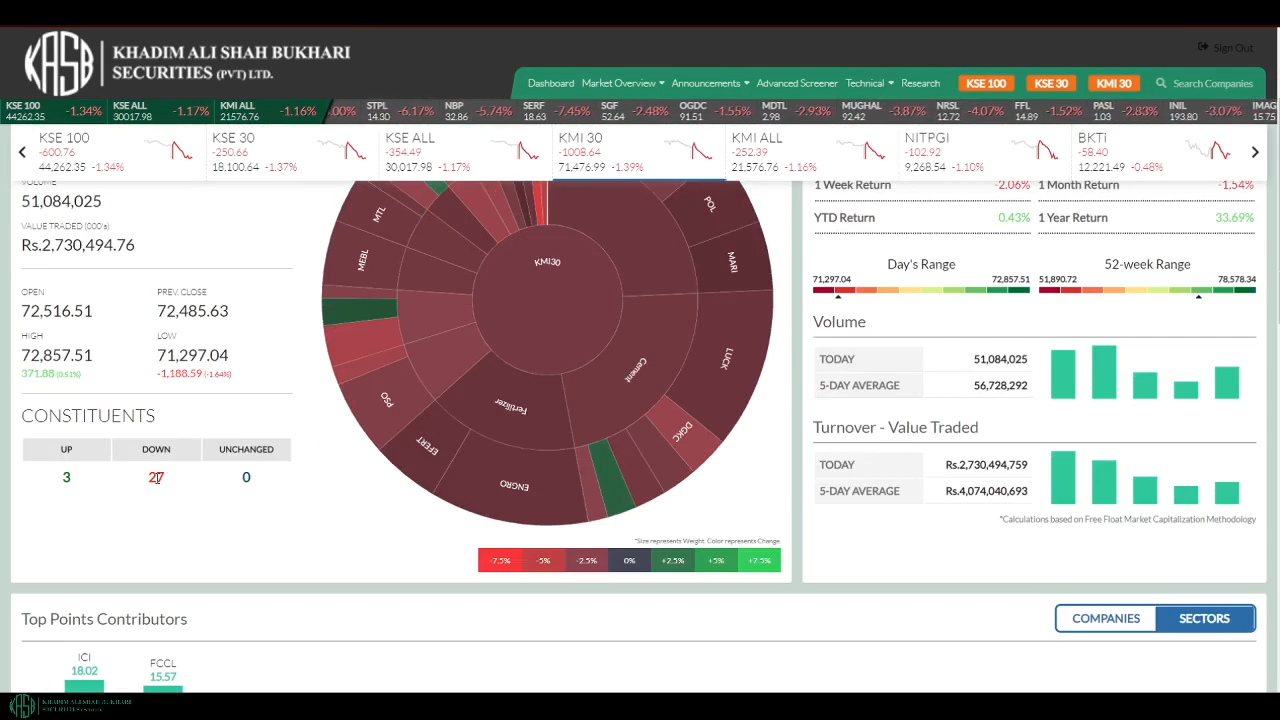 KASB
KHADIM ALI SHAH BUKHARI
SECURITIES (PVT) LTD.
Sign Out
Dashboard Market Overview Announcements Advanced Screener Technical Research KSE 100 KSE 30 KMI 30 Search Companies
KSE 100 44262.35 -1.34%
KSE ALL 30017.98 -1.17%
KMI ALL 21576.76 -1.16%
.00%
STPL 14.30 -6.17%
NBP 32.86 -5.74%
SERF 18.63 -7.45%
SGF 52.64 -2.48%
OGDC 91.51 -1.55%
MDTL 2.98 -2.93%
MUGHAL 92.42 -3.87%
NRSL 12.72 -4.07%
FFL 14.89 -1.52%
PASL 1.03 -2.83%
INIL 193.80 -3.07%
IMAG 15.75
KSE 100
-600.76
44,262.35 -1.34%
KSE 30
-250.66
18,100.64 -1.37%
KSE ALL
-354.49
30,017.98 -1.17%
KMI 30
-1008.64
71,476.99 -1.39%
KMI ALL
-252.39
21,576.76 -1.16%
NITPGI
-102.92
9,268.54 -1.10%
BKTi
-58.40
12,221.49 -0.48%
VOLUME
51,084,025
VALUE TRADED (000's)
Rs.2,730,494.76
OPEN PREV. CLOSE
72,516.51 72,485.63
HIGH LOW
72,857.51 71,297.04
371.88 (0.51%) -1,188.59 (-1.64%)
CONSTITUENTS
UP DOWN UNCHANGED
3 27 0
KMI30
MTL
MEBL
PSO
EFERT
ENGRO
Fertilizer
Cement
DGKC
LUCK
MARI
POL
*Size represents Weight. Color represents Change.
-7.5% -5% -2.5% 0% +2.5% +5% +7.5%
1 Week Return -2.06% 1 Month Return -1.54%
YTD Return 0.43% 1 Year Return 33.69%
Day's Range 52-week Range
71,297.04 72,857.51 51,890.72 78,578.34
Volume
TODAY 51,084,025
5-DAY AVERAGE 56,728,292
Turnover - Value Traded
TODAY Rs.2,730,494,759
5-DAY AVERAGE Rs.4,074,040,693
*Calculations based on Free Float Market Capitalization Methodology
Top Points Contributors
COMPANIES SECTORS
ICI
18.02
FCCL
15.57
KASB
KHADIM ALI SHAH BUKHARI
SECURITIES (PVT) LTD.